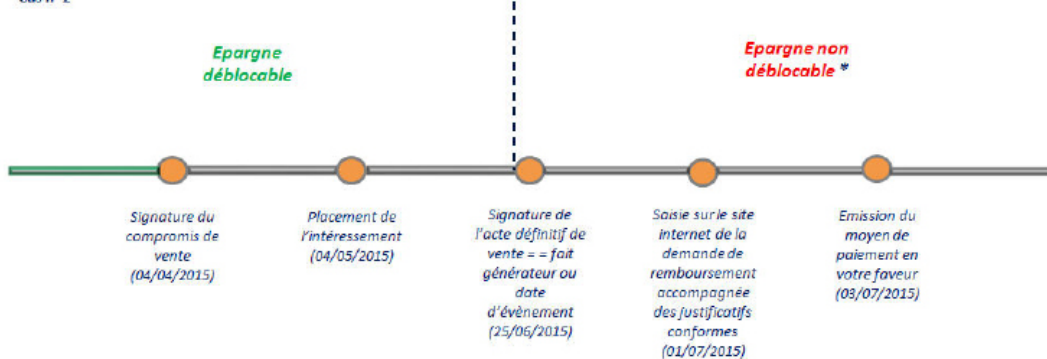 Cas n° 2
Epargne
déblocable
Epargne non
déblocable *
Signature du
compromis de
vente
(04/04/2015)
Placement de
l'intéressement
(04/05/2015)
Signature de
l'acte définitif de
vente = = fait
générateur ou
date
d'évènement
(25/06/2015)
Saisie sur le site
internet de la
demande de
remboursement
accompagnée
des justificatifs
conformes
(01/07/2015)
Emission du
moyen de
paiement en
votre faveur
(03/07/2015)